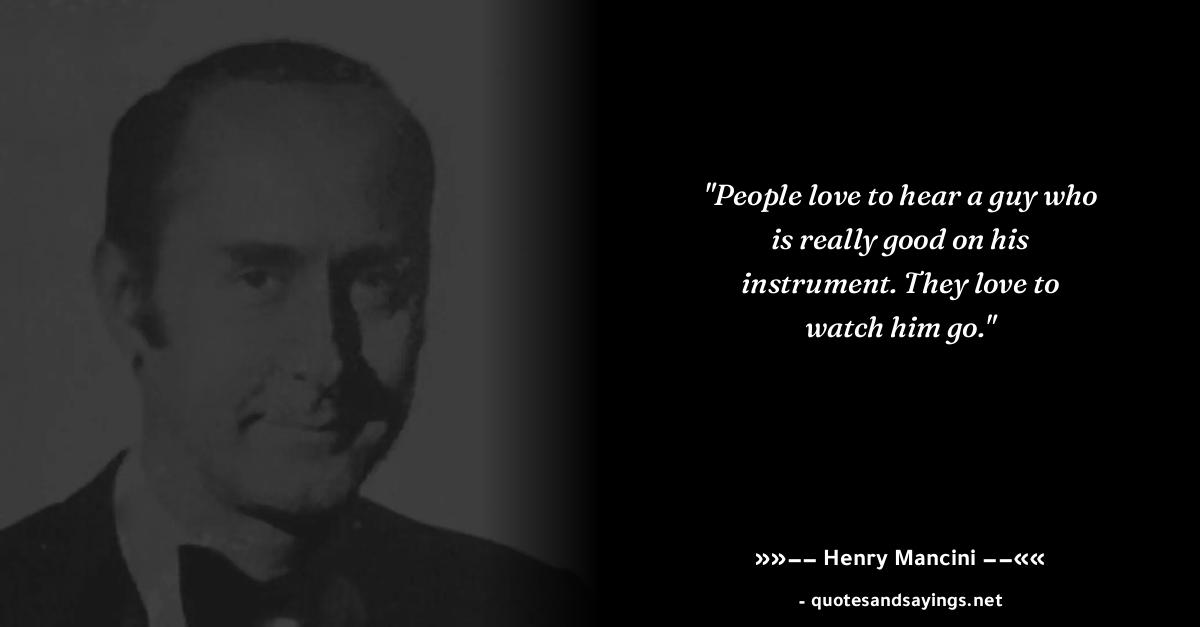 "People love to hear a guy who
is really good on his
instrument. They love to
watch him go."
»»−− Henry Mancini −−««
- quotesandsayings.net